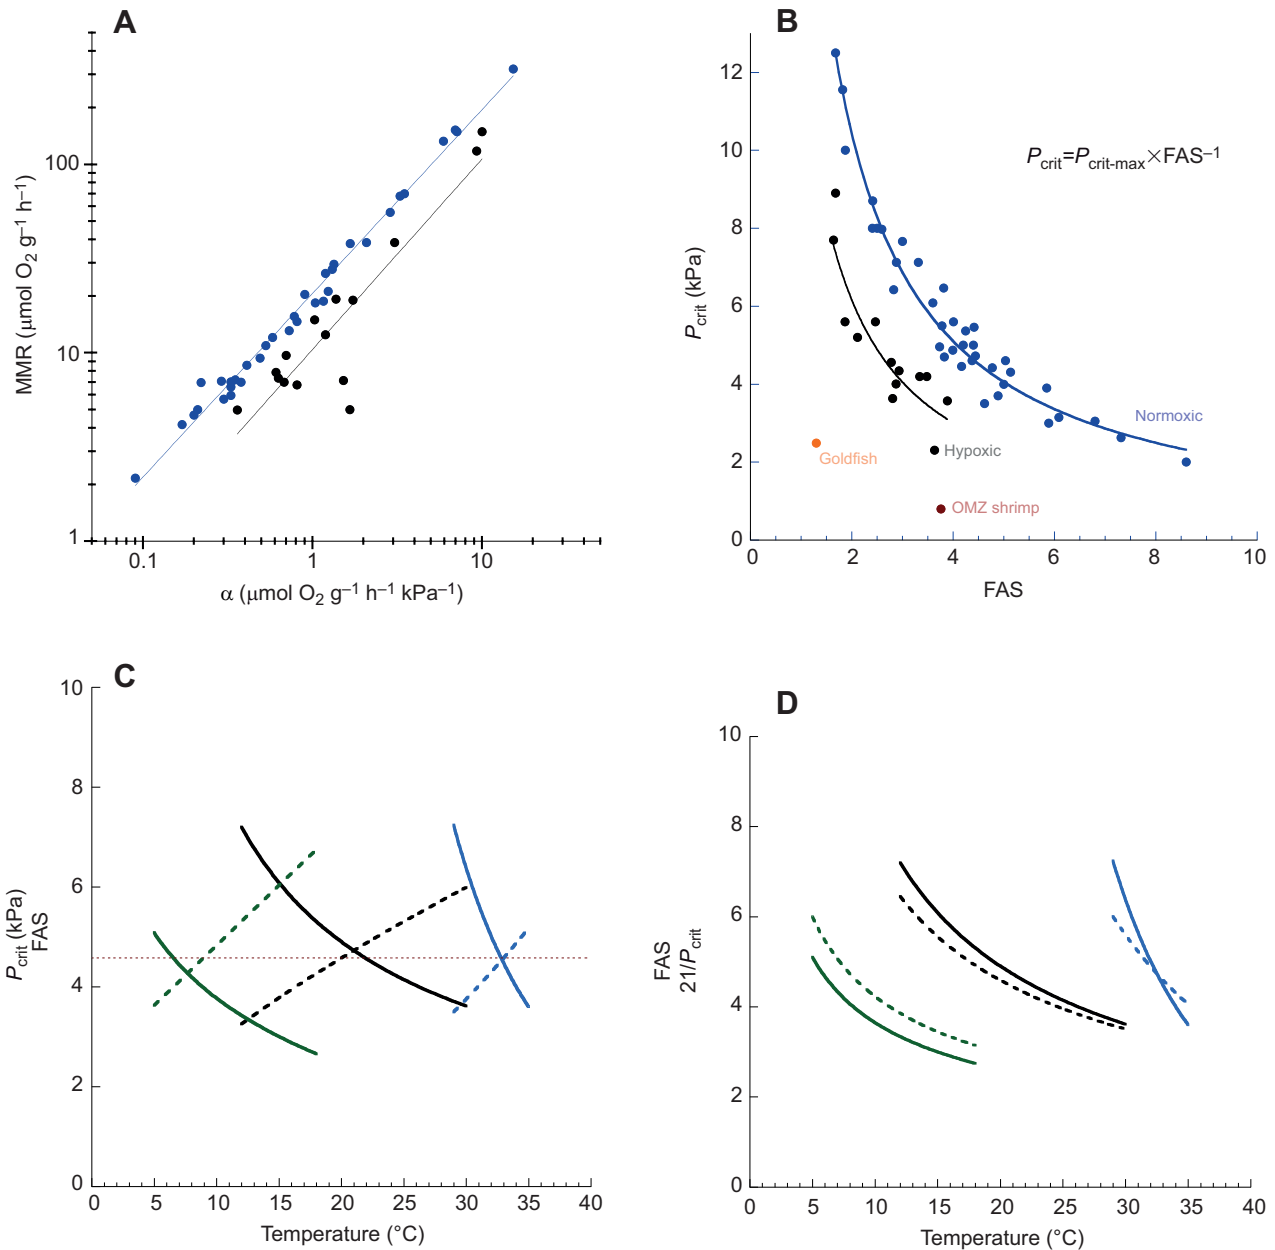 A
100
10
1
0.1
1
10
MMR (μmol O2 g–1 h–1)
α (μmol O2 g–1 h–1 kPa–1)
B
12
10
8
6
4
2
0
0
2
4
6
8
10
Pcrit (kPa)
FAS
Pcrit=Pcrit-max×FAS–1
Normoxic
Hypoxic
Goldfish
OMZ shrimp
C
10
8
6
4
2
0
0
5
10
15
20
25
30
35
40
Pcrit (kPa)
FAS
Temperature (°C)
D
10
8
6
4
2
0
0
5
10
15
20
25
30
35
40
FAS
21/Pcrit
Temperature (°C)